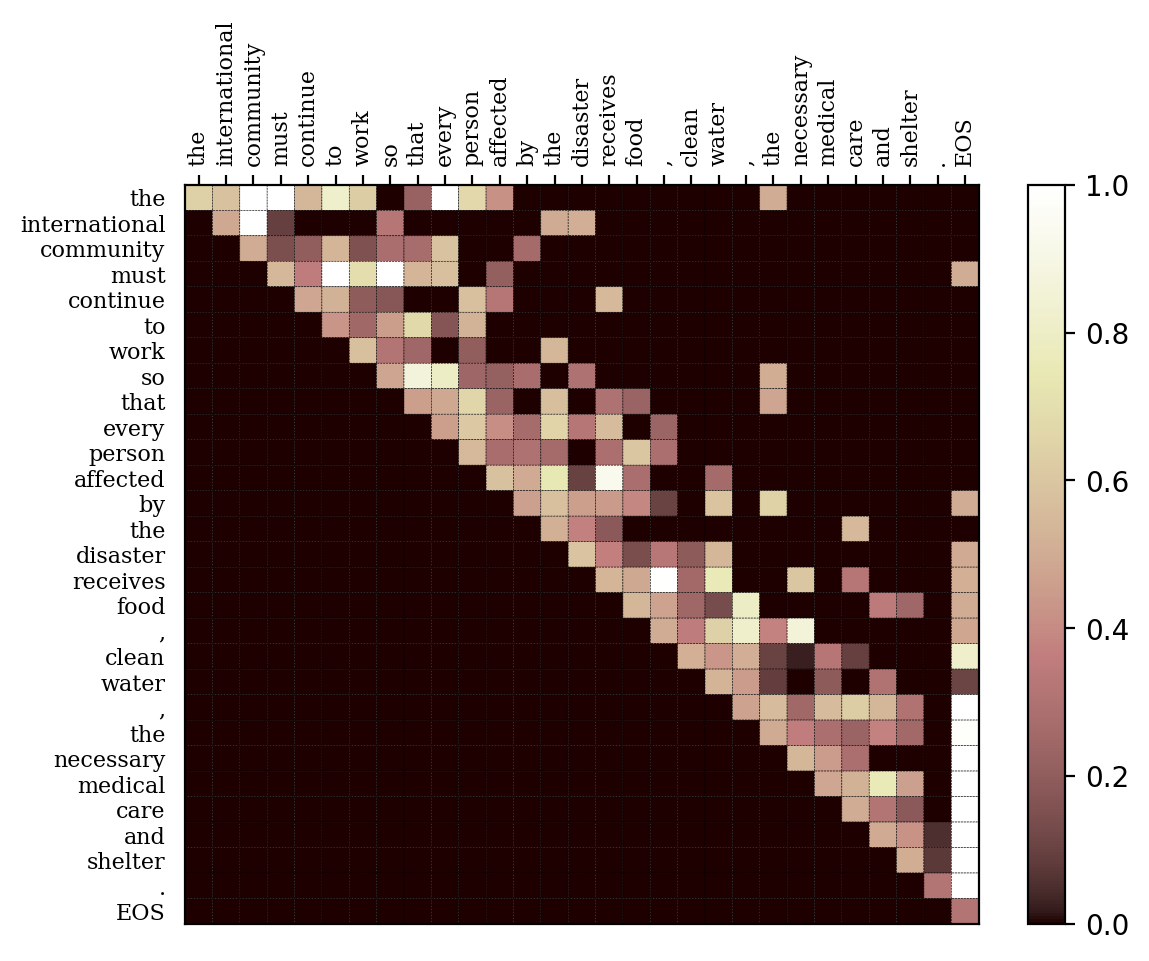 the
international
community
must
continue
to
work
so
that
every
person
affected
by
the
disaster
receives
food
,
clean
water
,
the
necessary
medical
care
and
shelter
.
EOS
the
international
community
must
continue
to
work
so
that
every
person
affected
by
the
disaster
receives
food
,
clean
water
,
the
necessary
medical
care
and
shelter
.
EOS
1.0
0.8
0.6
0.4
0.2
0.0